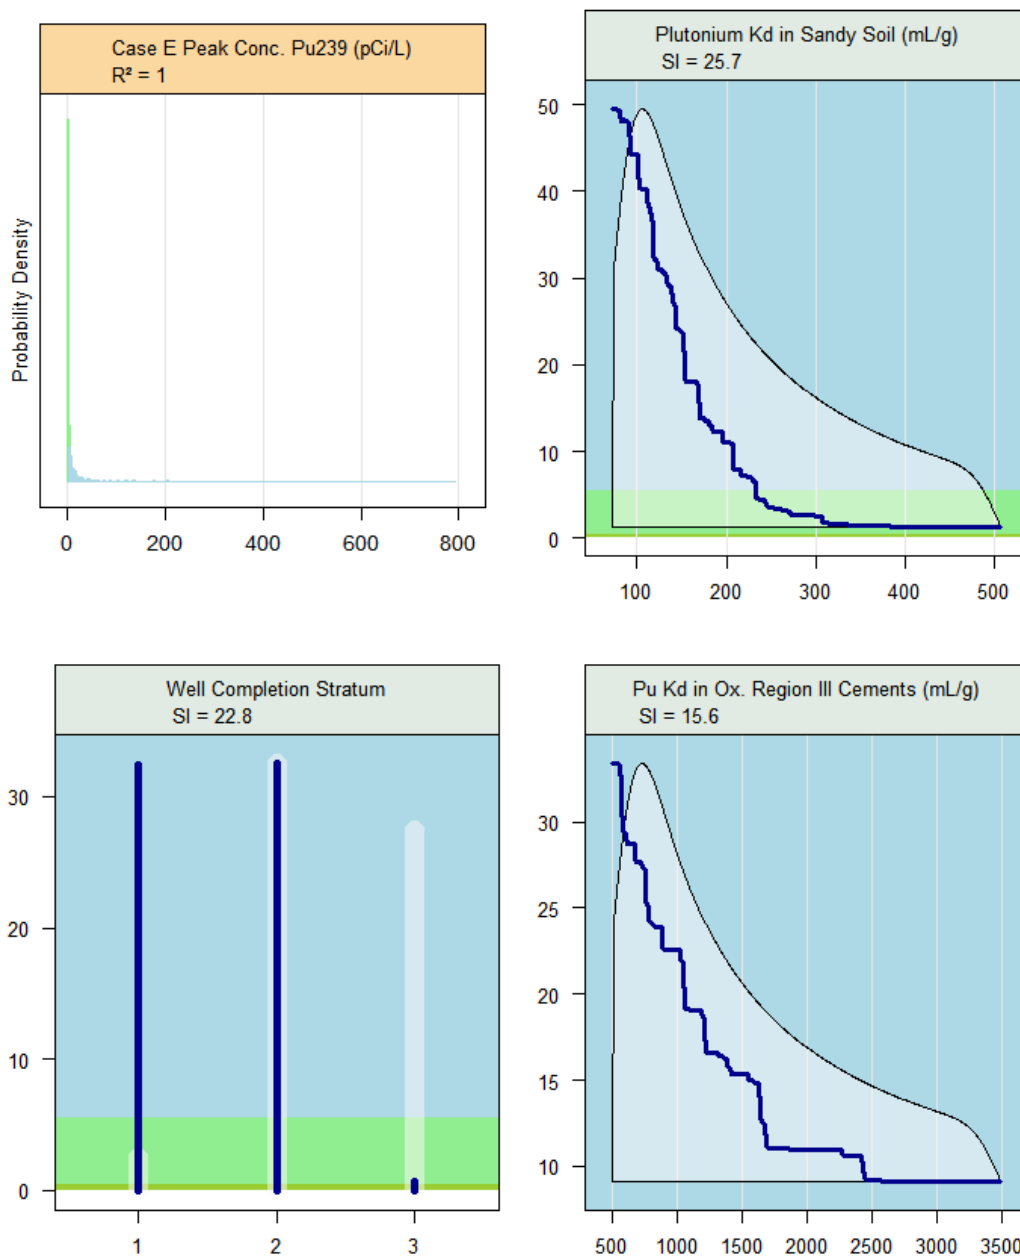 Case E Peak Conc. Pu239 (pCi/L)
R² = 1
Probability Density
0 200 400 600 800
Plutonium Kd in Sandy Soil (mL/g)
SI = 25.7
50
40
30
20
10
0
100 200 300 400 500
Well Completion Stratum
SI = 22.8
30
20
10
0
1 2 3
Pu Kd in Ox. Region III Cements (mL/g)
SI = 15.6
30
25
20
15
10
500 1000 1500 2000 2500 3000 3500